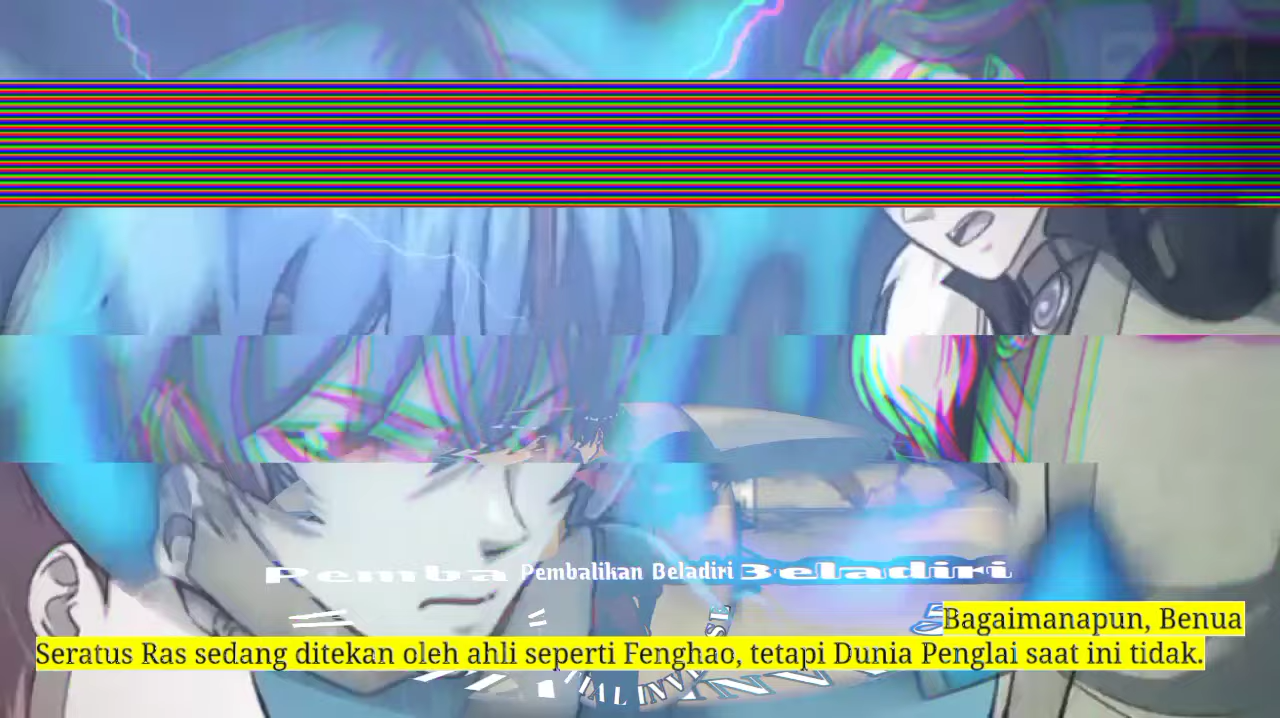 Pemba Pembalikan Beladiri Beladiri
Bagaimanapun, Benua
Seratus Ras sedang ditekan oleh ahli seperti Fenghao, tetapi Dunia Penglai saat ini tidak.